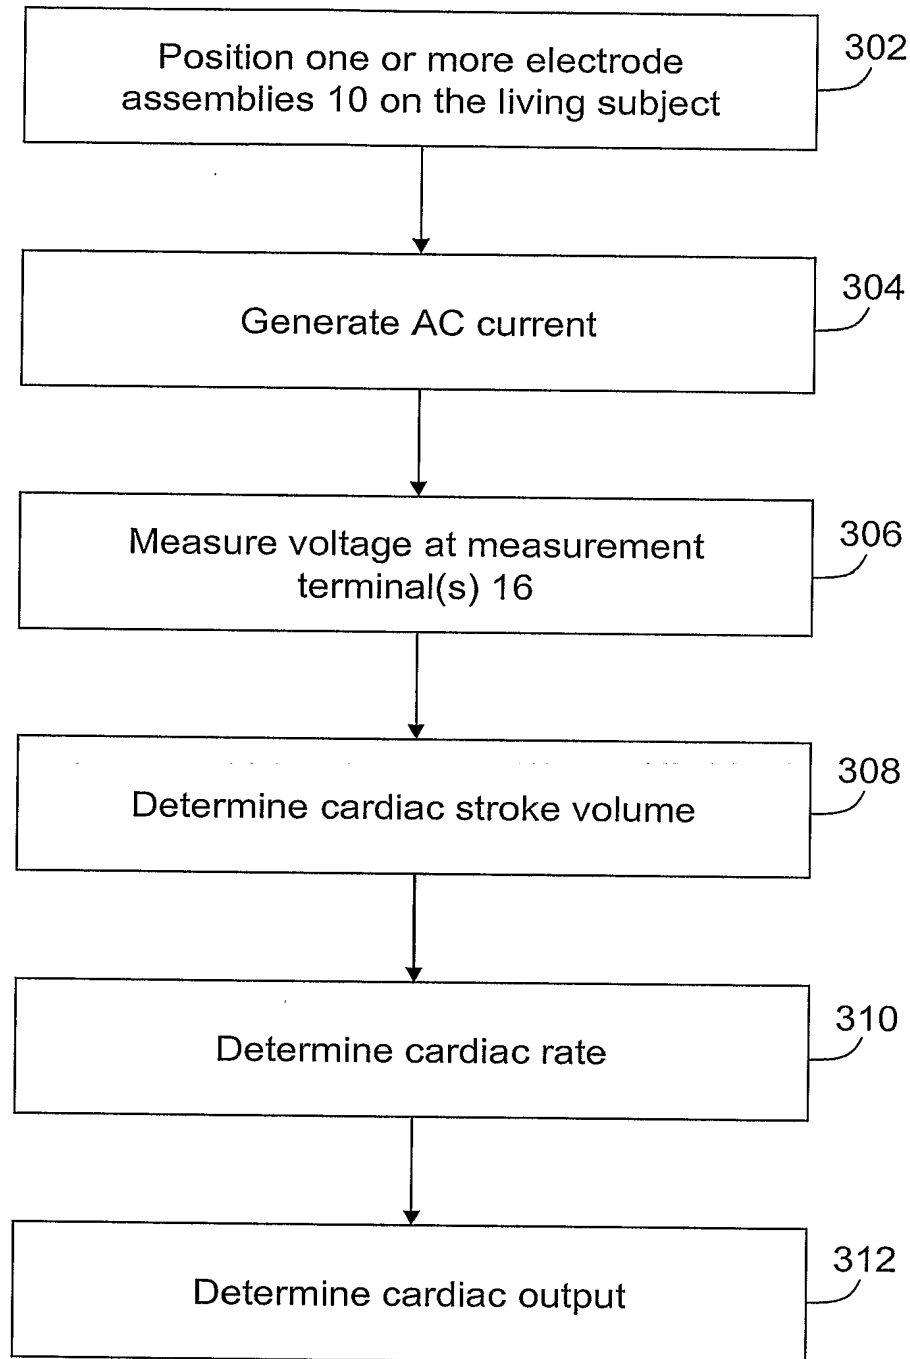 Position one or more electrode
assemblies 10 on the living subject
302
Generate AC current
304
Measure voltage at measurement
terminal(s) 16
306
Determine cardiac stroke volume
308
Determine cardiac rate
310
Determine cardiac output
312